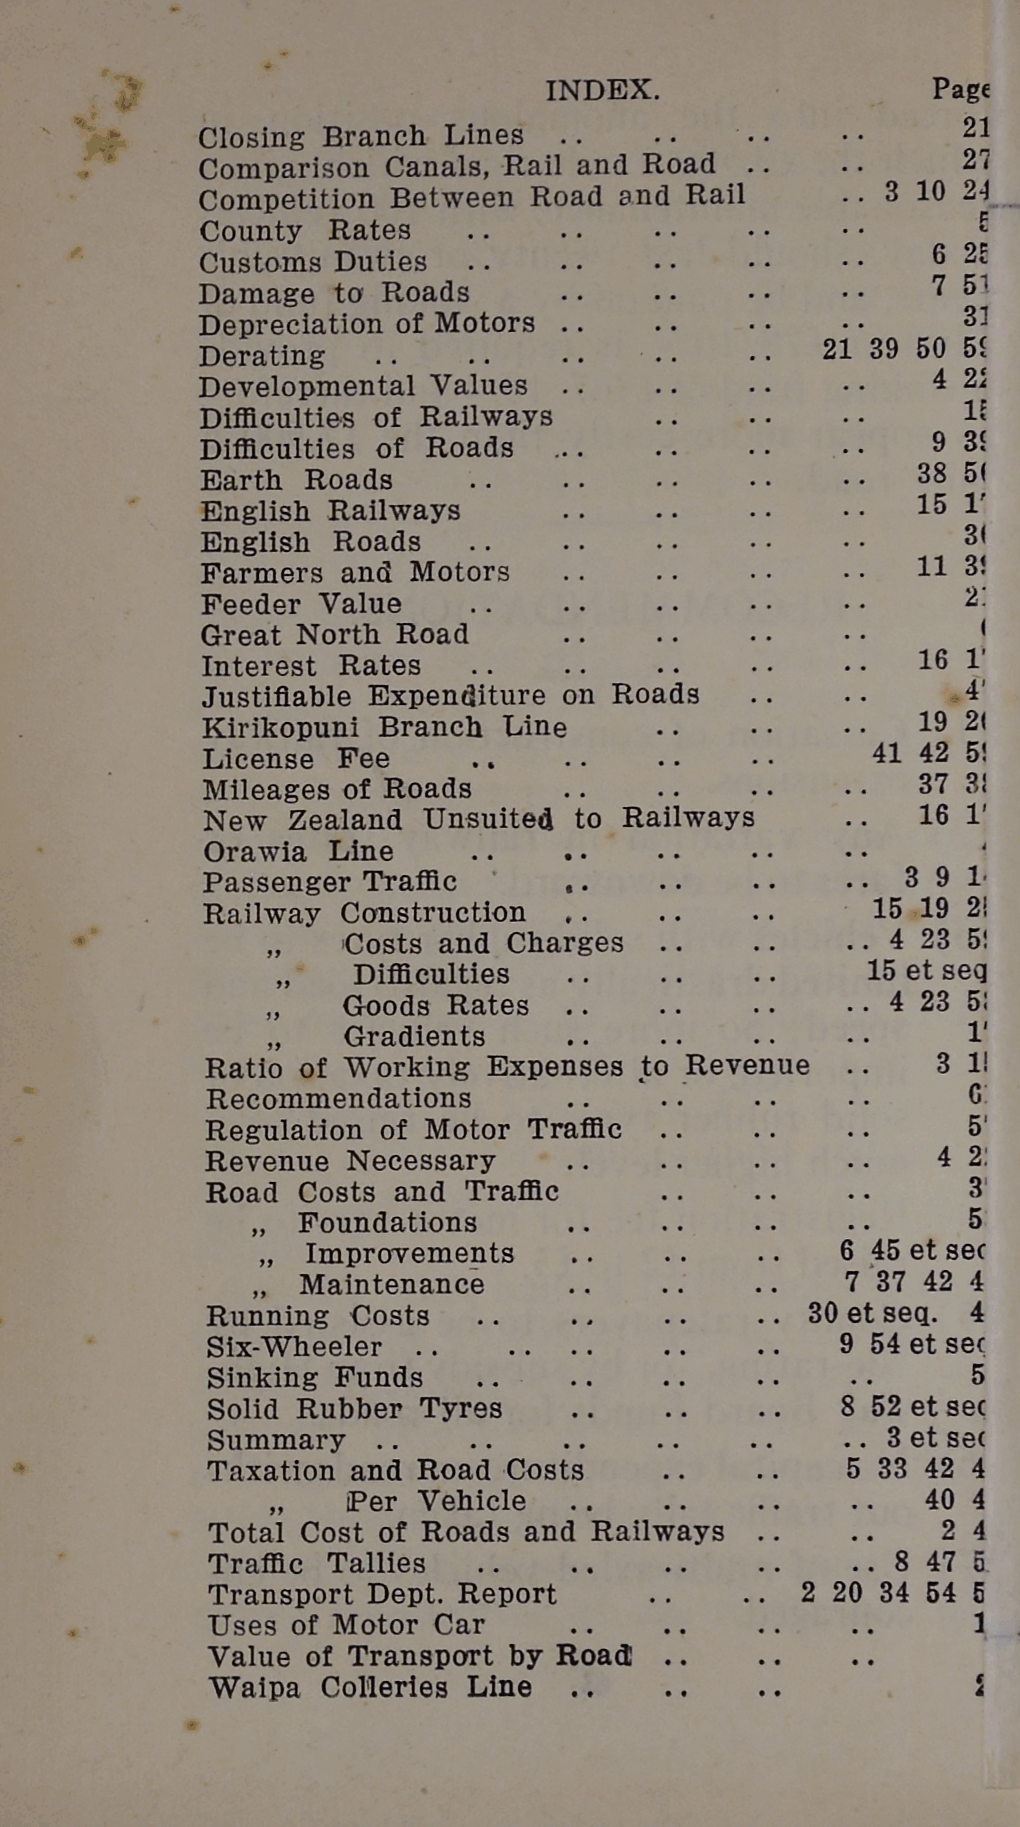 INDEX. Page
Closing Branch Lines .. .. .. .. 21
Comparison Canals, Rail and Road .. .. 27
Competition Between Road and Rail .. 3 10 24
County Rates .. .. .. .. ..
Customs Duties .. .. .. .. .. 6 25
Damage to Roads .. .. .. .. 7 51
Depreciation of Motors .. .. .. .. 31
Derating .. .. .. .. .. 21 39 50
Developmental Values .. .. .. .. 4
Difficulties of Railways .. .. ..
Difficulties of Roads .. .. .. .. 9
Earth Roads .. .. .. .. .. 38
English Railways .. .. .. .. 15
English Roads .. .. .. .. ..
Farmers and Motors .. .. .. .. 11
Feeder Value .. .. .. .. ..
Great North Road .. .. .. ..
Interest Rates .. .. .. .. .. 16
Justifiable Expenditure on Roads .. ..
Kirikopuni Branch Line .. .. .. 19
License Fee .. .. .. .. 41 42
Mileages of Roads .. .. .. .. 37
New Zealand Unsuited to Railways .. 16
Orawia Line .. .. .. .. ..
Passenger Traffic .. .. .. .. 3 9
Railway Construction .. .. .. 15 19
„ Costs and Charges .. .. .. 4 23
„ Difficulties .. .. .. 15 et seq
„ Goods Rates .. .. .. .. 4 23
„ Gradients .. .. .. ..
Ratio of Working Expenses to Revenue .. 3
Recommendations .. .. .. ..
Regulation of Motor Traffic .. .. ..
Revenue Necessary .. .. .. .. 4
Road Costs and Traffic .. .. ..
„ Foundations .. .. .. ..
„ Improvements .. .. .. 6 45 et
„ Maintenance .. .. .. 7 37 42
Running Costs .. .. .. .. 30 et seq.
Six-Wheeler .. .. .. .. .. 9 54 et
Sinking Funds .. .. .. .. ..
Solid Rubber Tyres .. .. .. 8 52 et
Summary .. .. .. .. .. .. 3 et
Taxation and Road Costs .. .. 5 33 42
„ Per Vehicle .. .. .. .. 40
Total Cost of Roads and Railways .. .. 2
Traffic Tallies .. .. .. .. .. 8 47
Transport Dept. Report .. .. 2 20 34 54
Uses of Motor Car .. .. .. ..
Value of Transport by Road .. .. ..
Waipa Colleries Line .. .. ..